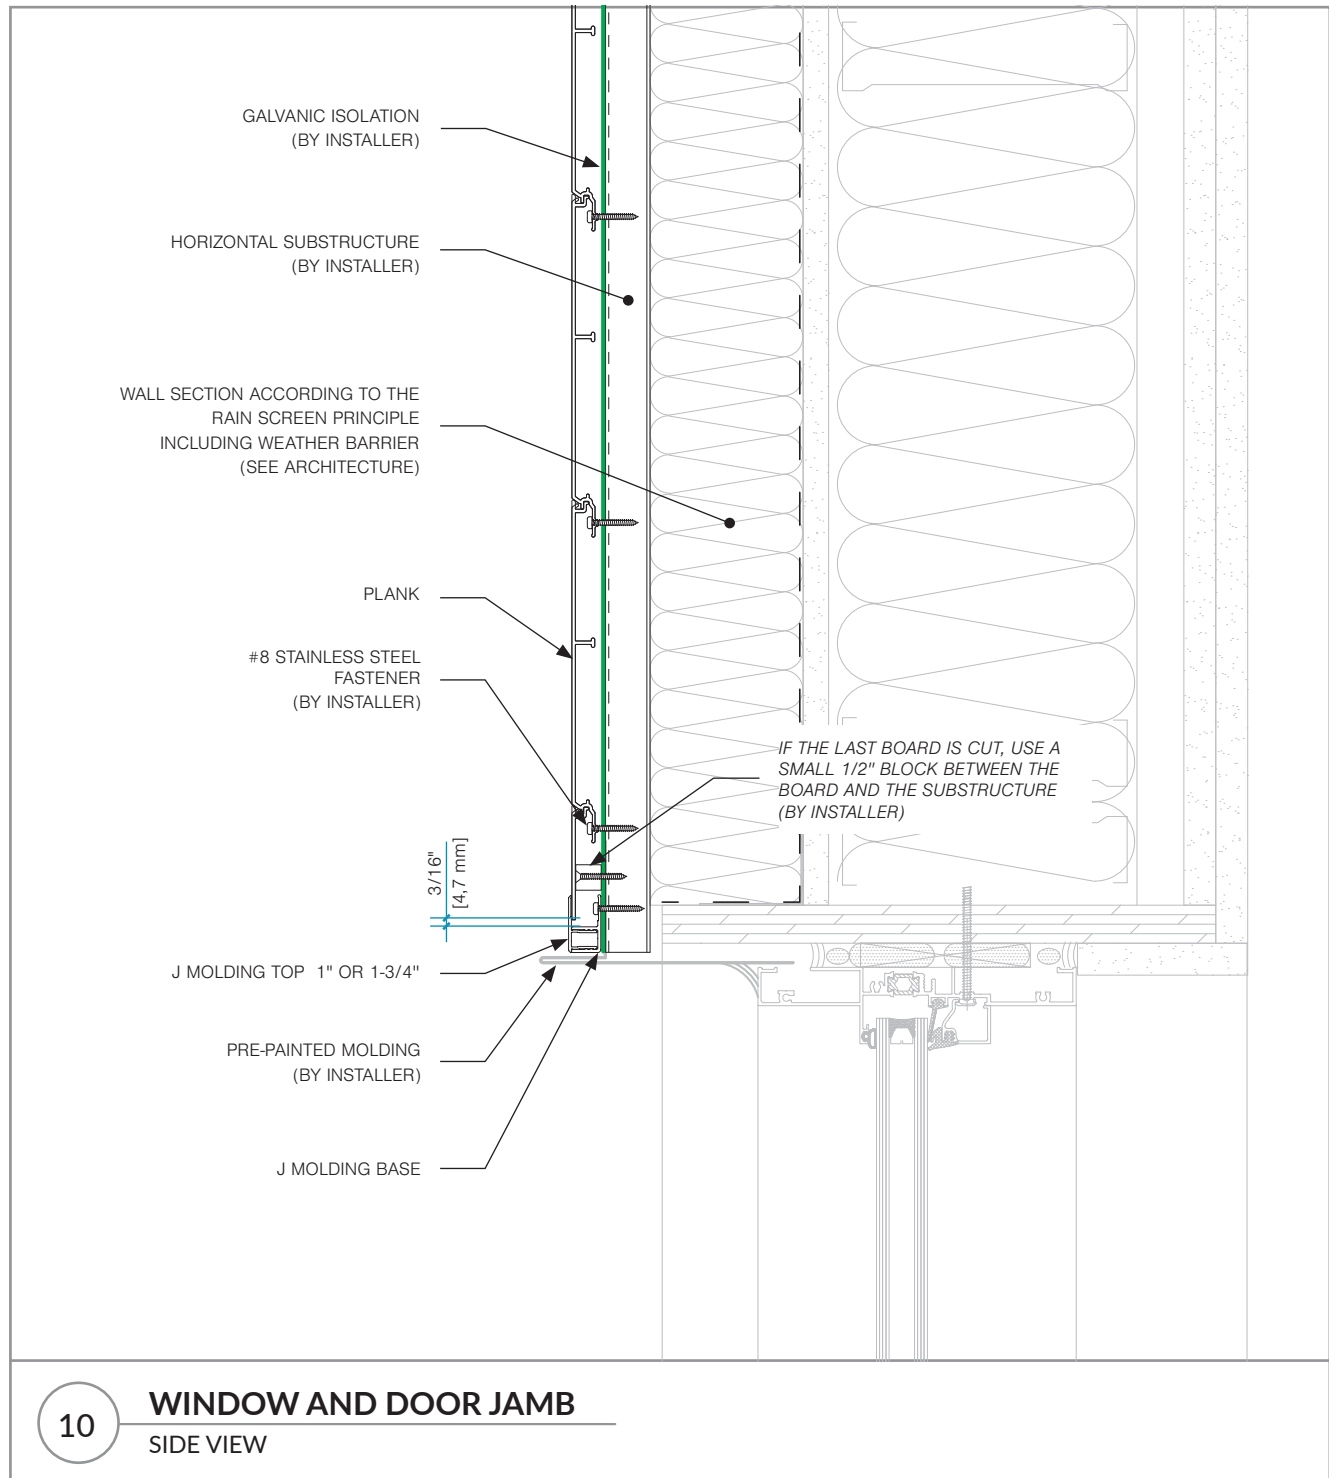 GALVANIC ISOLATION
(BY INSTALLER)
HORIZONTAL SUBSTRUCTURE
(BY INSTALLER)
WALL SECTION ACCORDING TO THE
RAIN SCREEN PRINCIPLE
INCLUDING WEATHER BARRIER
(SEE ARCHITECTURE)
PLANK
#8 STAINLESS STEEL
FASTENER
(BY INSTALLER)
IF THE LAST BOARD IS CUT, USE A
SMALL 1/2" BLOCK BETWEEN THE
BOARD AND THE SUBSTRUCTURE
(BY INSTALLER)
3/16"
[4,7 mm]
J MOLDING TOP 1" OR 1-3/4"
PRE-PAINTED MOLDING
(BY INSTALLER)
J MOLDING BASE
10
WINDOW AND DOOR JAMB
SIDE VIEW